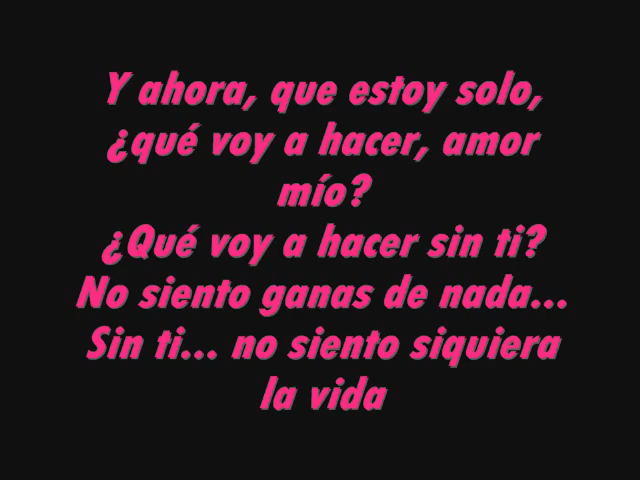 Y ahora, que estoy solo,
¿qué voy a hacer, amor
mío?
¿Qué voy a hacer sin ti?
No siento ganas de nada...
Sin ti... no siento siquiera
la vida